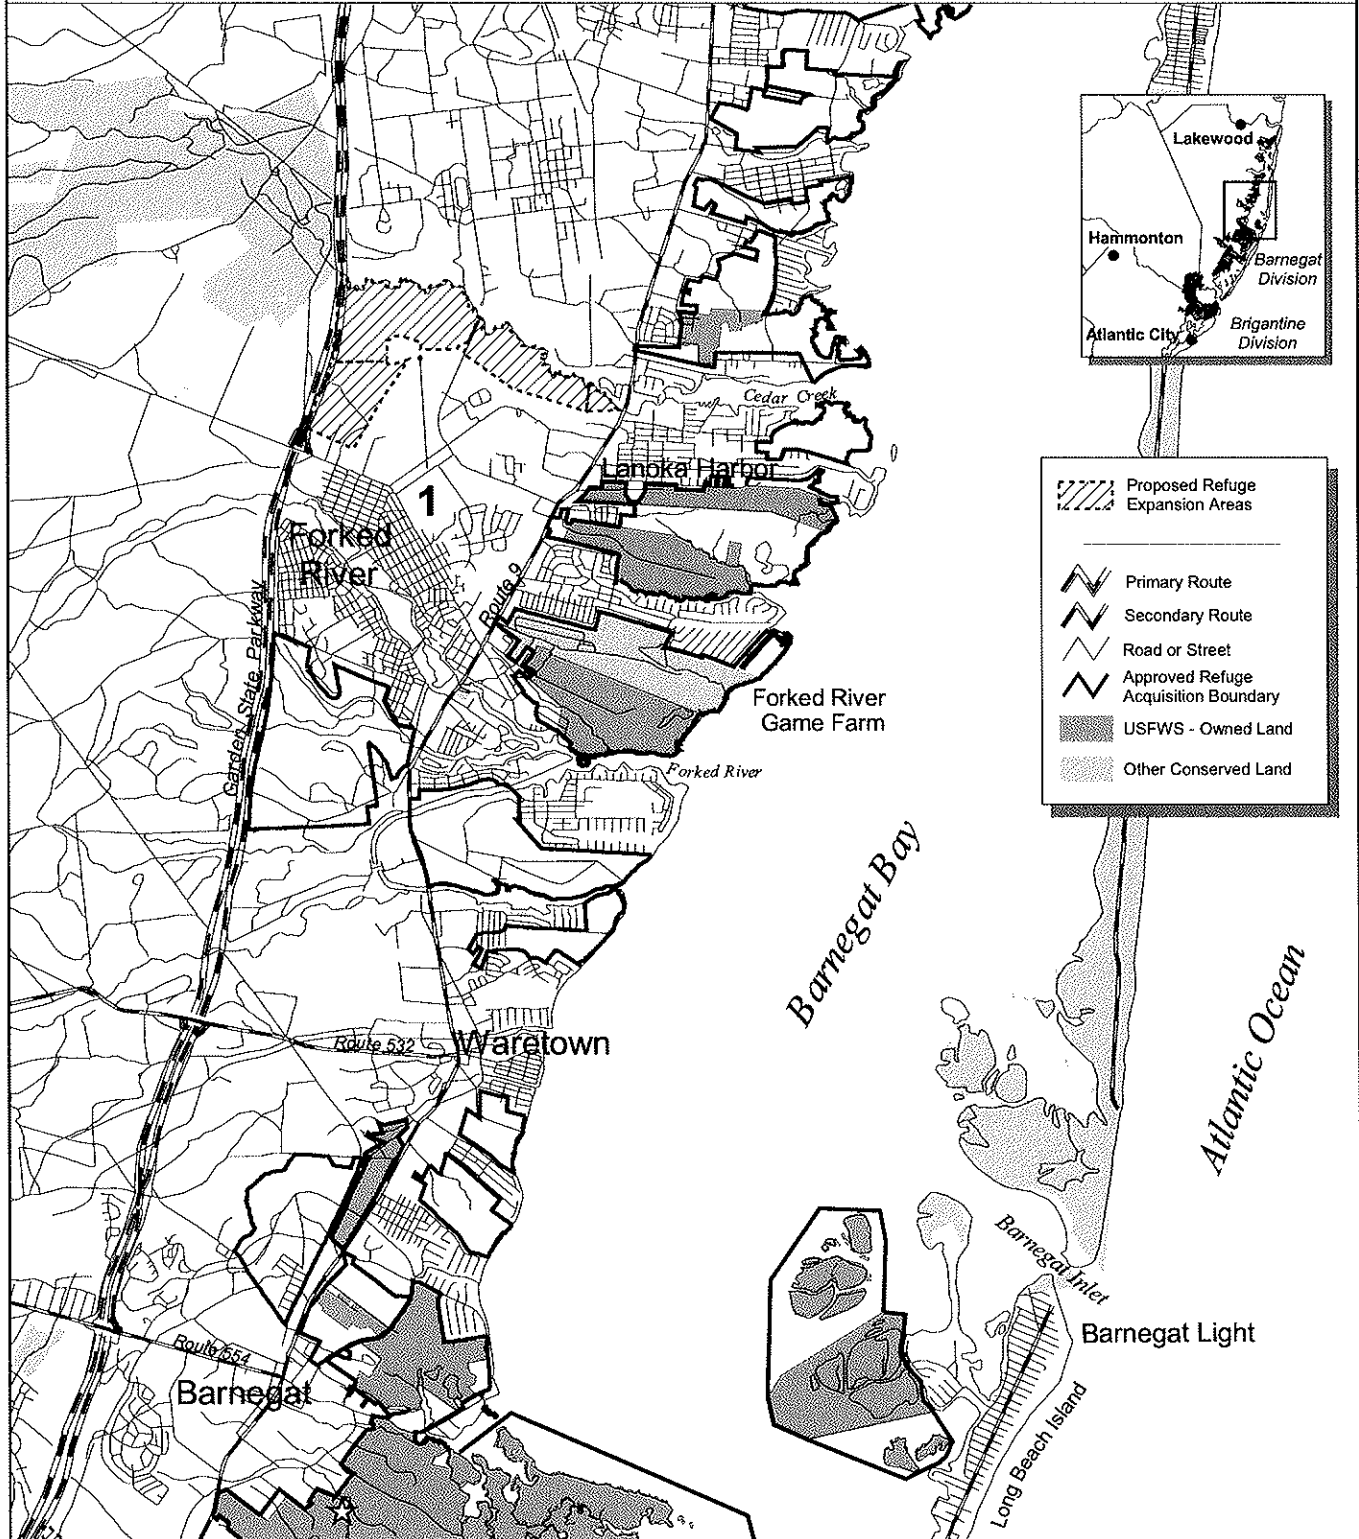 Lakewood
Hammonton
Barnegat
Division
Atlantic City
Brigantine
Division
Cedar Creek
Lanoka Harbor
Proposed Refuge
Expansion Areas
1
Forked
River
Primary Route
Secondary Route
Road or Street
Approved Refuge
Acquisition Boundary
USFWS - Owned Land
Other Conserved Land
Route 9
Garden State Parkway
Forked River
Game Farm
Forked River
Barnegat Bay
Atlantic Ocean
Route 532
Waretown
Barnegat Inlet
Barnegat Light
Route 554
Barnegat
Long Beach Island